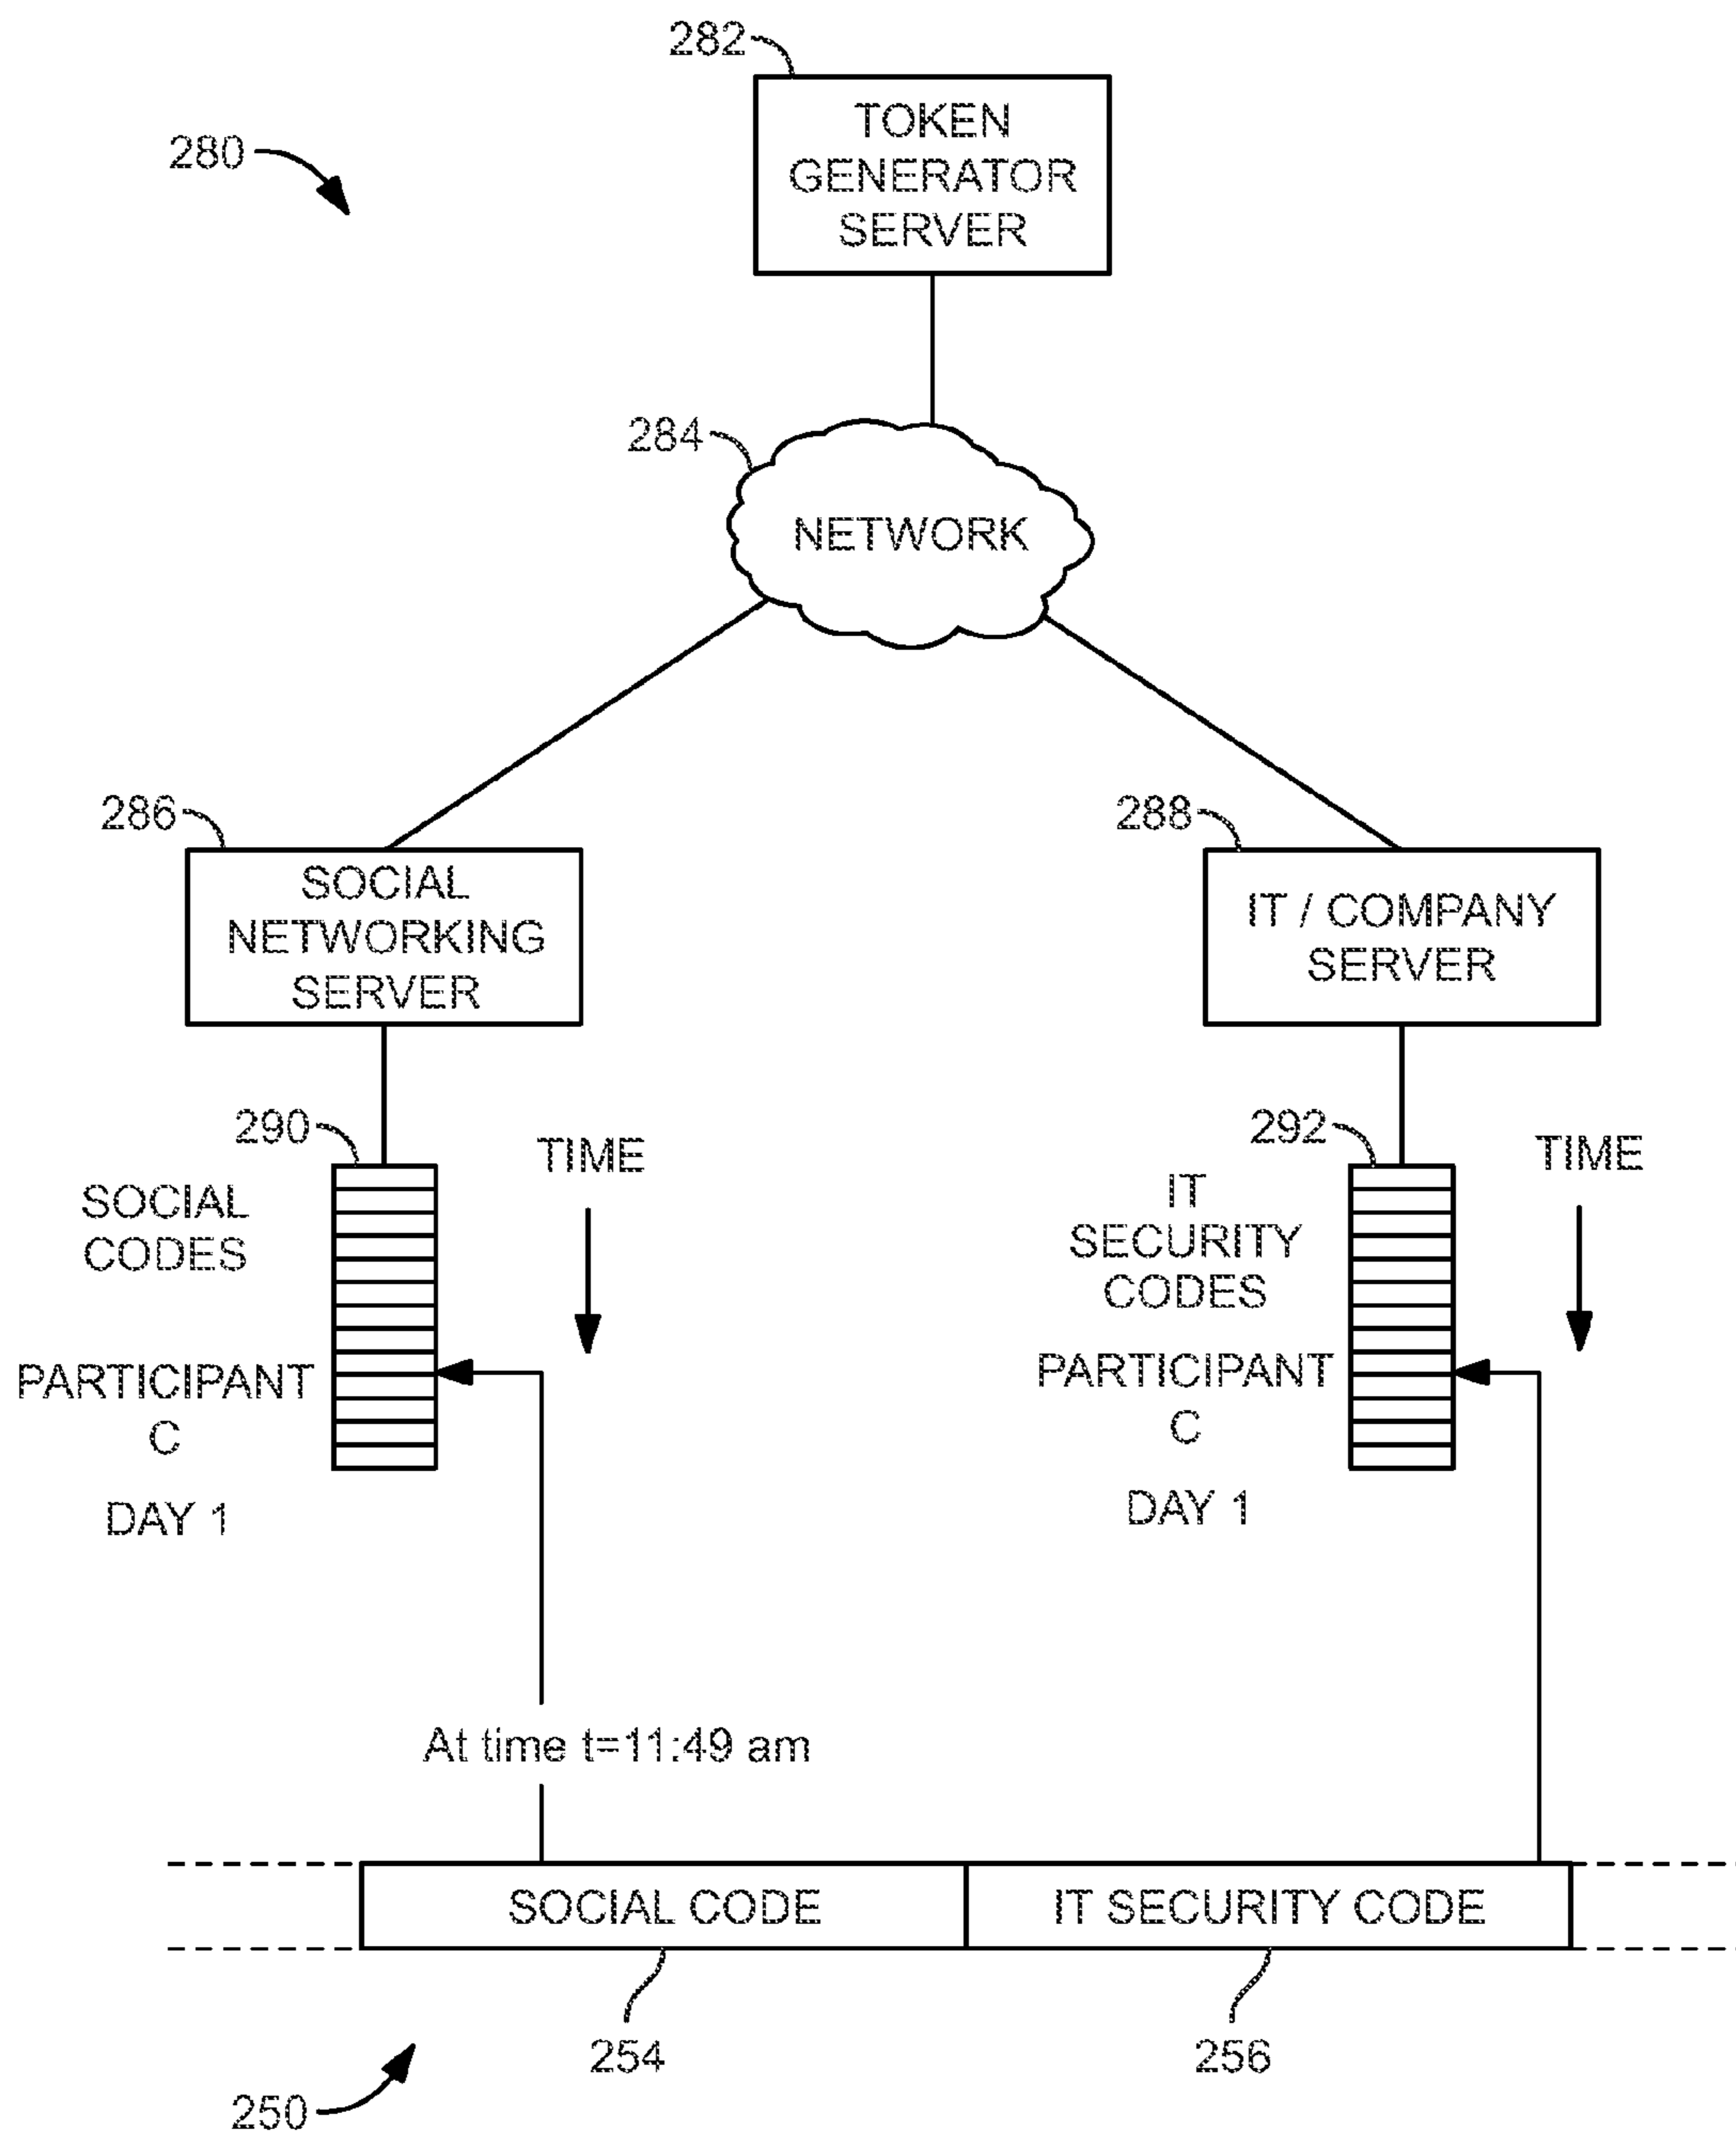 282
TOKEN
GENERATOR
SERVER
280
284
NETWORK
286
SOCIAL
NETWORKING
SERVER
288
IT / COMPANY
SERVER
290
TIME
SOCIAL
CODES
PARTICIPANT
C
DAY 1
292
TIME
IT
SECURITY
CODES
PARTICIPANT
C
DAY 1
At time t=11:49 am
SOCIAL CODE
IT SECURITY CODE
254
256
250